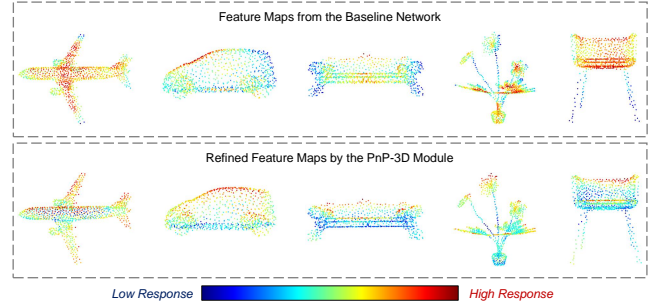 Feature Maps from the Baseline Network
Refined Feature Maps by the PnP-3D Module
Low Response
High Response